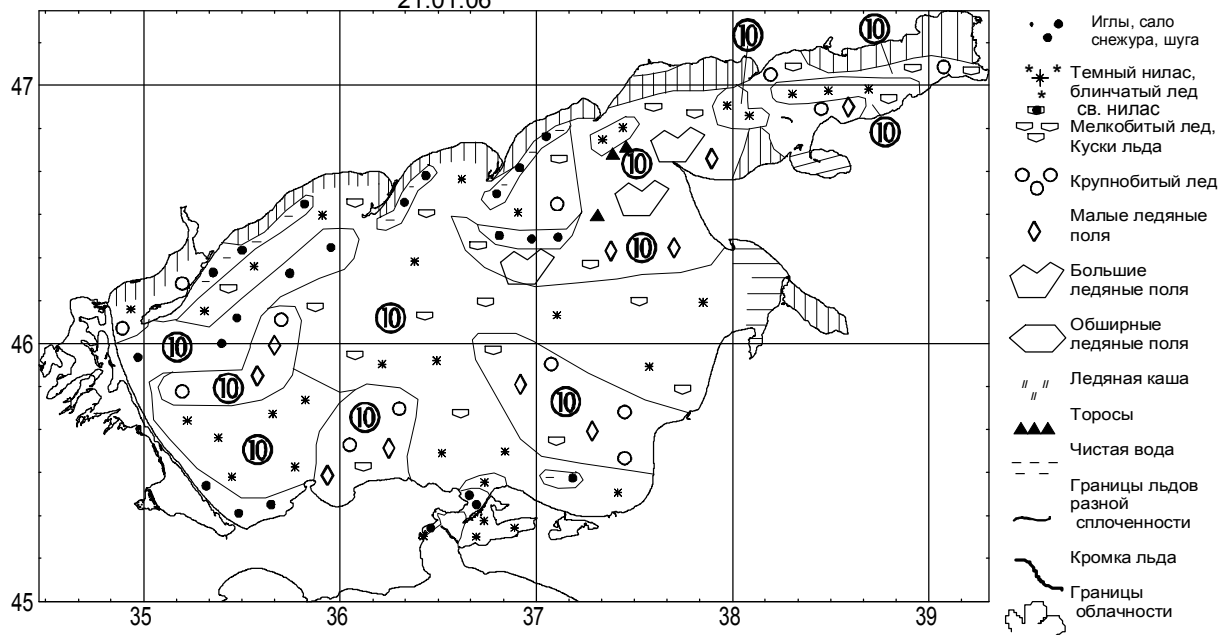 21.01.06
10
10
47
10
10
10
10
46
10
10
10
10
10
45
35
36
37
38
39
Иглы, сало
снежура, шуга
Темный нилас,
блинчатый лед
св. нилас
Мелкобитый лед,
Куски льда
Крупнобитый лед
Малые ледяные
поля
Большие
ледяные поля
Обширные
ледяные поля
Ледяная каша
Торосы
Чистая вода
Границы льдов
разной
сплоченности
Кромка льда
Границы
облачности